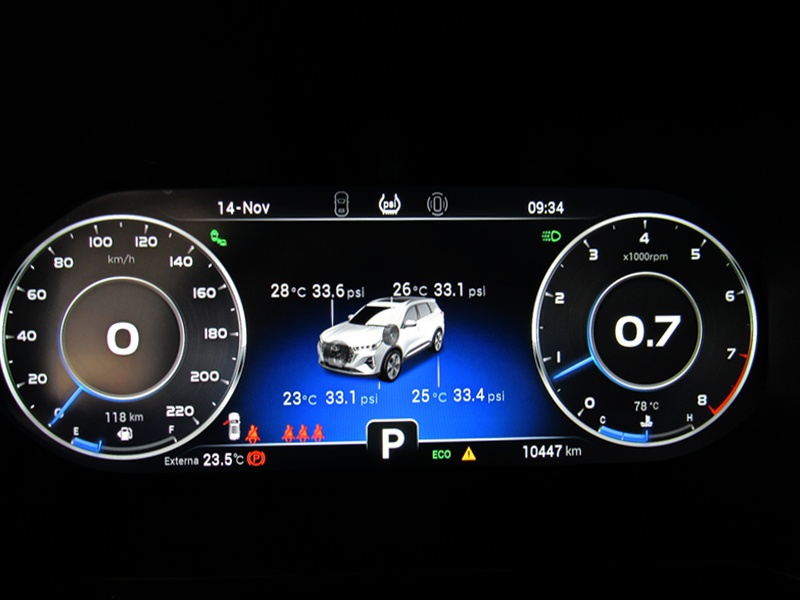 14-Nov
psi
09:34
km/h
0
20
40
60
80
100
120
140
160
180
200
220
0
118 km
E
F
28°C 33.6 psi
26°C 33.1 psi
23°C 33.1 psi
25°C 33.4 psi
x1000rpm
0
1
2
3
4
5
6
7
8
0.7
78 °C
C
H
P
Externa 23.5°C
P
ECO
10447 km